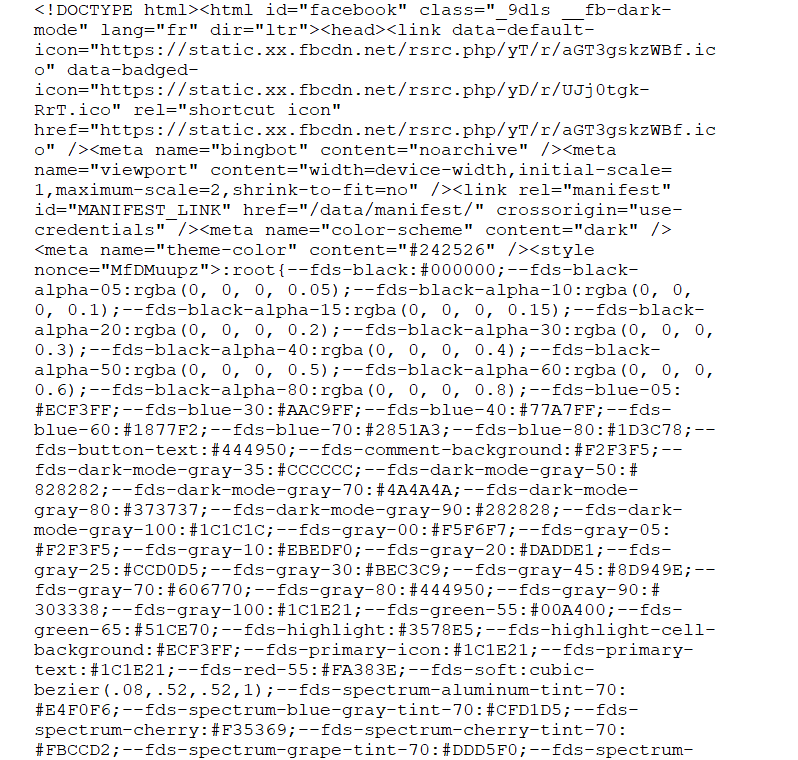 <!DOCTYPE html><html id="facebook" class="_9dls __fb-dark-
mode" lang="fr" dir="ltr"><head><link data-default-
icon="https://static.xx.fbcdn.net/rsrc.php/yT/r/aGT3gskzWBf.ic
o" data-badged-
icon="https://static.xx.fbcdn.net/rsrc.php/yD/r/UJj0tgk-
RrT.ico" rel="shortcut icon"
href="https://static.xx.fbcdn.net/rsrc.php/yT/r/aGT3gskzWBf.ic
o" /><meta name="bingbot" content="noarchive" /><meta
name="viewport" content="width=device-width,initial-scale=
1,maximum-scale=2,shrink-to-fit=no" /><link rel="manifest"
id="MANIFEST_LINK" href="/data/manifest/" crossorigin="use-
credentials" /><meta name="color-scheme" content="dark" />
<meta name="theme-color" content="#242526" /><style
nonce="MfDMuupz">:root{--fds-black:#000000;--fds-black-
alpha-05:rgba(0, 0, 0, 0.05);--fds-black-alpha-10:rgba(0, 0,
0, 0.1);--fds-black-alpha-15:rgba(0, 0, 0, 0.15);--fds-black-
alpha-20:rgba(0, 0, 0, 0.2);--fds-black-alpha-30:rgba(0, 0, 0,
0.3);--fds-black-alpha-40:rgba(0, 0, 0, 0.4);--fds-black-
alpha-50:rgba(0, 0, 0, 0.5);--fds-black-alpha-60:rgba(0, 0, 0,
0.6);--fds-black-alpha-80:rgba(0, 0, 0, 0.8);--fds-blue-05:
#ECF3FF;--fds-blue-30:#AAC9FF;--fds-blue-40:#77A7FF;--fds-
blue-60:#1877F2;--fds-blue-70:#2851A3;--fds-blue-80:#1D3C78;--
fds-button-text:#444950;--fds-comment-background:#F2F3F5;--
fds-dark-mode-gray-35:#CCCCCC;--fds-dark-mode-gray-50:#
828282;--fds-dark-mode-gray-70:#4A4A4A;--fds-dark-mode-
gray-80:#373737;--fds-dark-mode-gray-90:#282828;--fds-dark-
mode-gray-100:#1C1C1C;--fds-gray-00:#F5F6F7;--fds-gray-05:
#F2F3F5;--fds-gray-10:#EBEDF0;--fds-gray-20:#DADDE1;--fds-
gray-25:#CCD0D5;--fds-gray-30:#BEC3C9;--fds-gray-45:#8D949E;--
fds-gray-70:#606770;--fds-gray-80:#444950;--fds-gray-90:#
303338;--fds-gray-100:#1C1E21;--fds-green-55:#00A400;--fds-
green-65:#51CE70;--fds-highlight:#3578E5;--fds-highlight-cell-
background:#ECF3FF;--fds-primary-icon:#1C1E21;--fds-primary-
text:#1C1E21;--fds-red-55:#FA383E;--fds-soft:cubic-
bezier(.08,.52,.52,1);--fds-spectrum-aluminum-tint-70:
#E4F0F6;--fds-spectrum-blue-gray-tint-70:#CFD1D5;--fds-
spectrum-cherry:#F35369;--fds-spectrum-cherry-tint-70:
#FBCCD2;--fds-spectrum-grape-tint-70:#DDD5F0;--fds-spectrum-